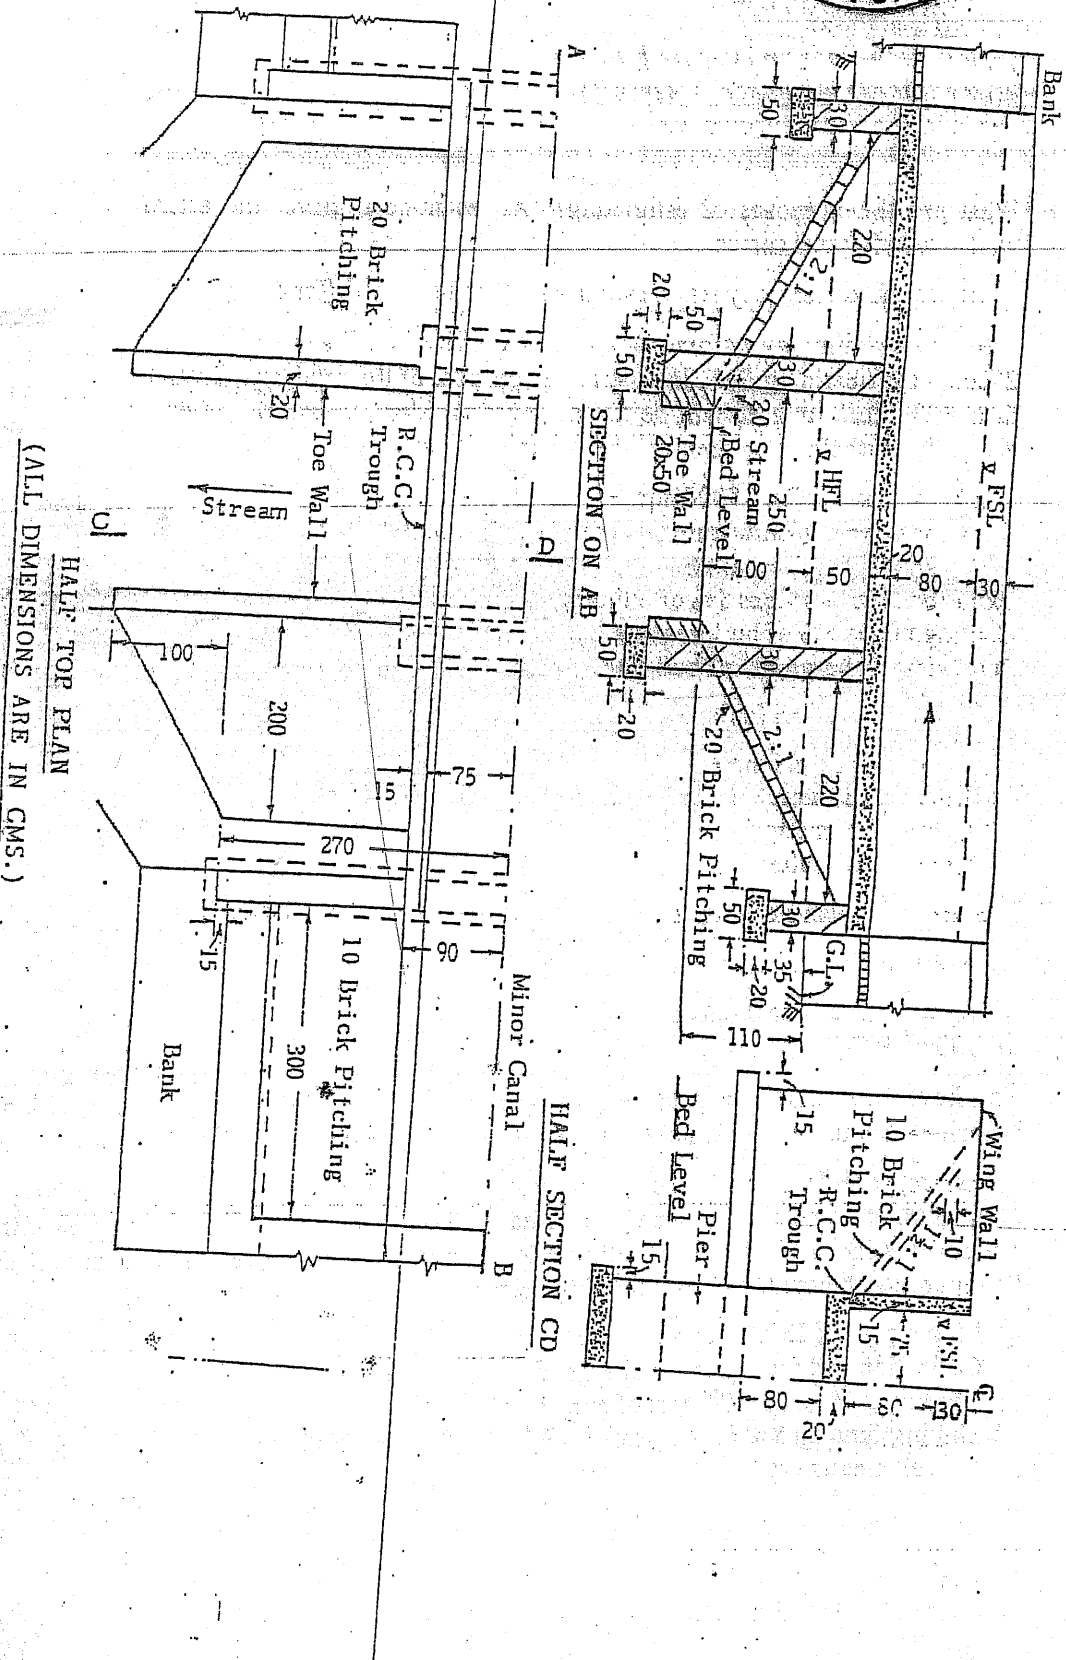 Bank
FSL
30
50
220
2:1
30
20
50
50
20
HFL
20 Stream
Bed Level
250
Toe Wall
20x50
100
50
20
80
30
30
50
20
2:1
220
20 Brick Pitching
30
50
20
35
G.L.
110
SECTION ON AB
Wing Wall
10
10 Brick
Pitching
R.C.C.
Trough
15
15
75
FSL
Pier
Bed Level
15
80
20
30
HALF SECTION CD
A
20 Brick
Pitching
20
Toe Wall
R.C.C.
Trough
Stream
C
D
100
200
15
75
270
15
90
Minor Canal
10 Brick Pitching
300
Bank
B
HALF TOP PLAN
(ALL DIMENSIONS ARE IN CMS.)